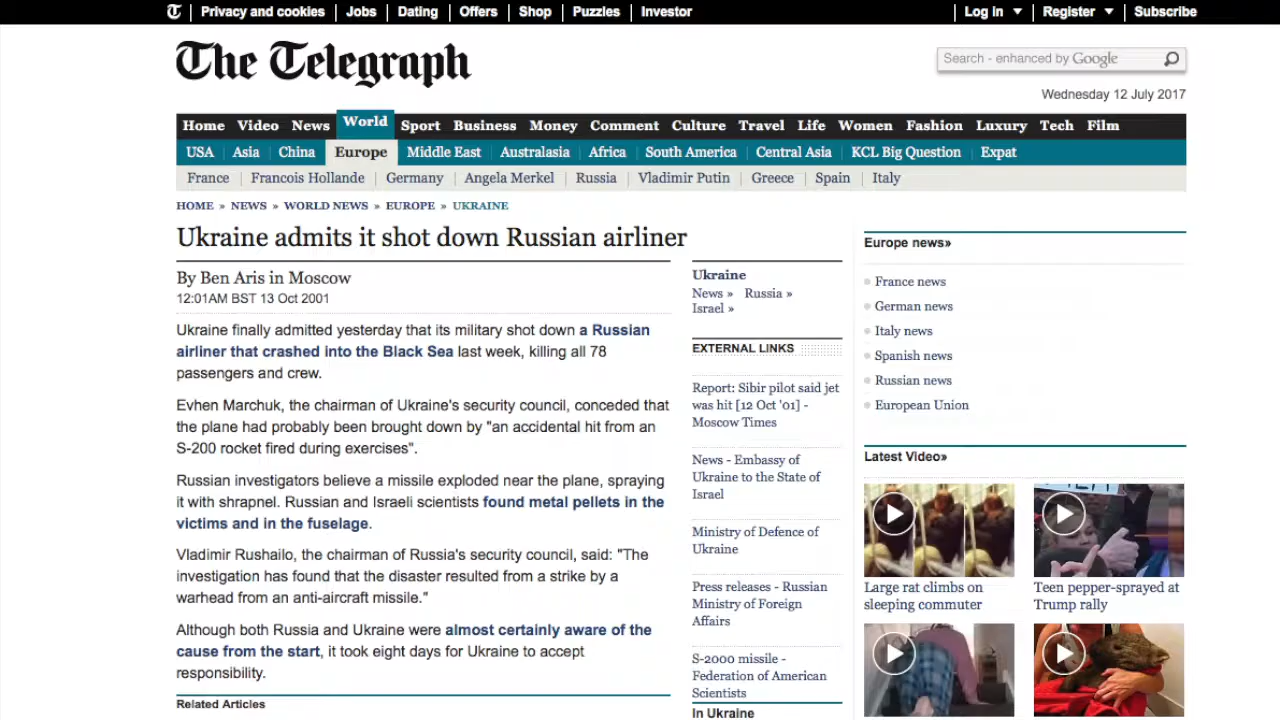 Privacy and cookies Jobs Dating Offers Shop Puzzles Investor Log in Register Subscribe
The Telegraph
Search - enhanced by Google
Wednesday 12 July 2017
Home Video News World Sport Business Money Comment Culture Travel Life Women Fashion Luxury Tech Film
USA Asia China Europe Middle East Australasia Africa South America Central Asia KCL Big Question Expat
France Francois Hollande Germany Angela Merkel Russia Vladimir Putin Greece Spain Italy
HOME » NEWS » WORLD NEWS » EUROPE » UKRAINE
Ukraine admits it shot down Russian airliner
By Ben Aris in Moscow
12:01AM BST 13 Oct 2001
Ukraine finally admitted yesterday that its military shot down a Russian
airliner that crashed into the Black Sea last week, killing all 78
passengers and crew.
Evhen Marchuk, the chairman of Ukraine's security council, conceded that
the plane had probably been brought down by "an accidental hit from an
S-200 rocket fired during exercises".
Russian investigators believe a missile exploded near the plane, spraying
it with shrapnel. Russian and Israeli scientists found metal pellets in the
victims and in the fuselage.
Vladimir Rushailo, the chairman of Russia's security council, said: "The
investigation has found that the disaster resulted from a strike by a
warhead from an anti-aircraft missile."
Although both Russia and Ukraine were almost certainly aware of the
cause from the start, it took eight days for Ukraine to accept
responsibility.
Related Articles
Ukraine
News » Russia »
Israel »
EXTERNAL LINKS
Report: Sibir pilot said jet
was hit [12 Oct '01] -
Moscow Times
News - Embassy of
Ukraine to the State of
Israel
Ministry of Defence of
Ukraine
Press releases - Russian
Ministry of Foreign
Affairs
S-2000 missile -
Federation of American
Scientists
In Ukraine
Europe news»
France news
German news
Italy news
Spanish news
Russian news
European Union
Latest Video»
Large rat climbs on
sleeping commuter
Teen pepper-sprayed at
Trump rally